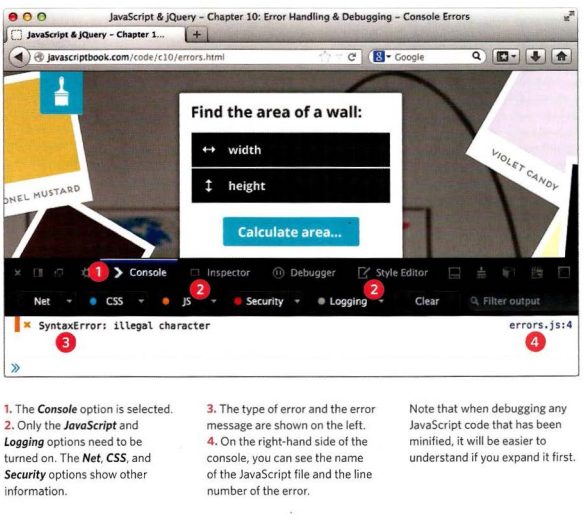 JavaScript & jQuery – Chapter 10: Error Handling & Debugging – Console Errors
JavaScript & jQuery – Chapter 1...
javascriptbook.com/code/c10/errors.html
Google
Find the area of a wall:
width
height
Calculate area...
ONEL MUSTARD
VIOLET CANDY
1
Console
Inspector
Debugger
Style Editor
2
2
Net
CSS
JS
Security
Logging
Clear
Filter output
SyntaxError: illegal character
errors.js:4
3
4
1. The Console option is selected.
2. Only the JavaScript and
Logging options need to be
turned on. The Net, CSS, and
Security options show other
information.
3. The type of error and the error
message are shown on the left.
4. On the right-hand side of the
console, you can see the name
of the JavaScript file and the line
number of the error.
Note that when debugging any
JavaScript code that has been
minified, it will be easier to
understand if you expand it first.